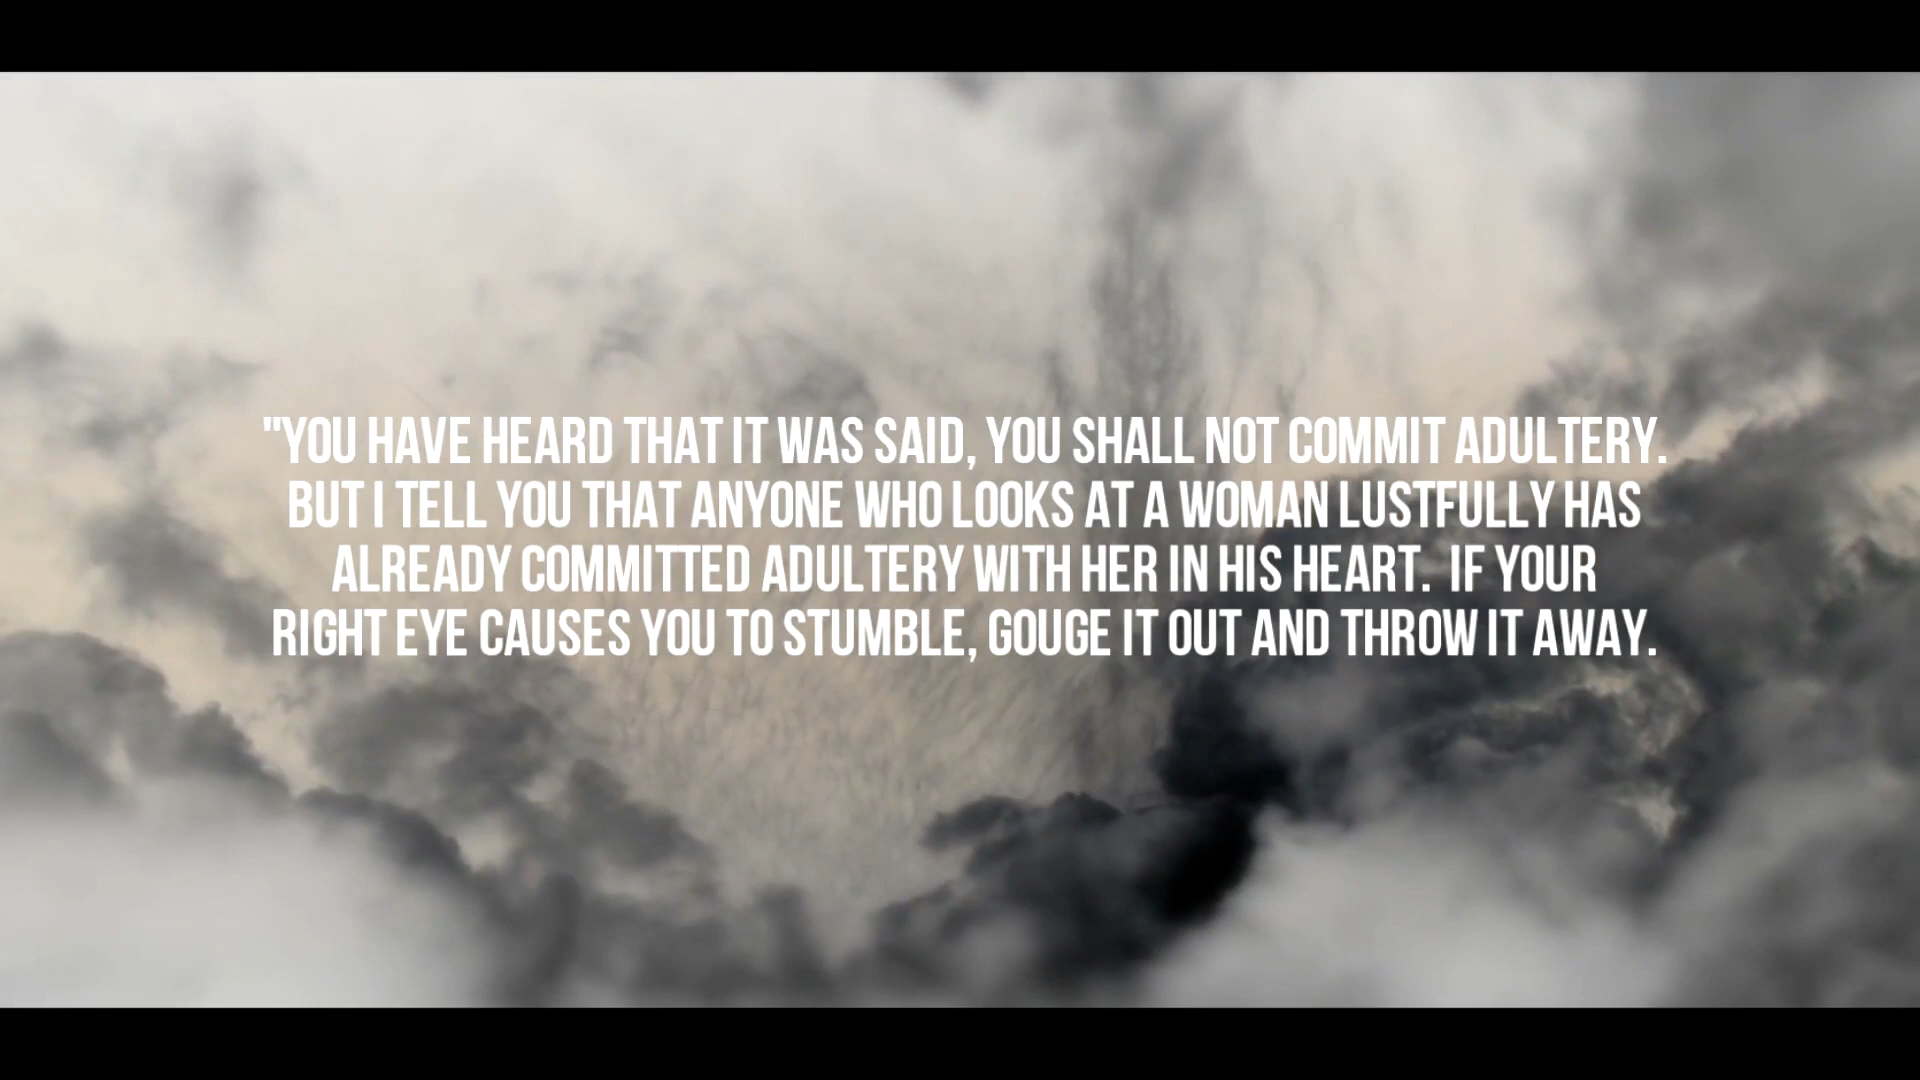 "YOU HAVE HEARD THAT IT WAS SAID, YOU SHALL NOT COMMIT ADULTERY.
BUT I TELL YOU THAT ANYONE WHO LOOKS AT A WOMAN LUSTFULLY HAS
ALREADY COMMITTED ADULTERY WITH HER IN HIS HEART.  IF YOUR
RIGHT EYE CAUSES YOU TO STUMBLE, GOUGE IT OUT AND THROW IT AWAY.